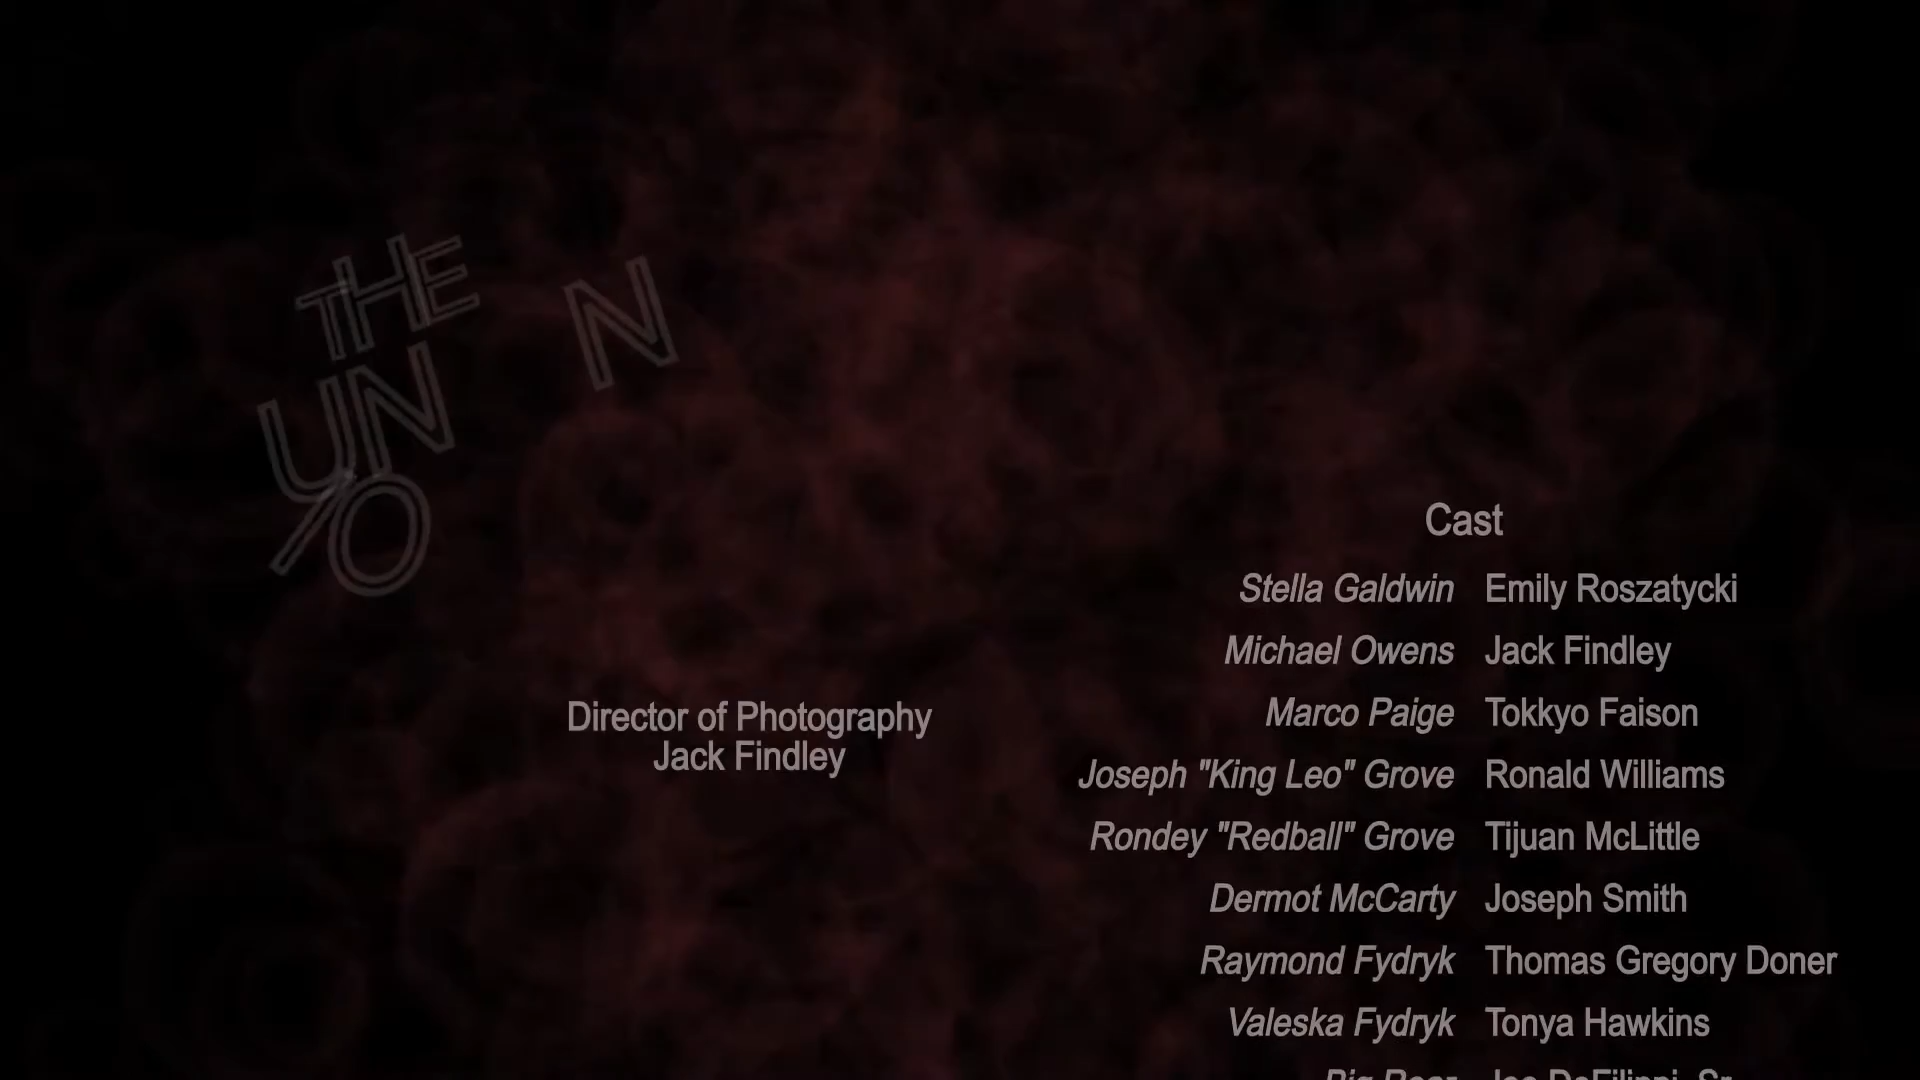 THE
UN
IO
N
Director of Photography
Jack Findley
Cast
Stella Galdwin Emily Roszatycki
Michael Owens Jack Findley
Marco Paige Tokkyo Faison
Joseph "King Leo" Grove Ronald Williams
Rondey "Redball" Grove Tijuan McLittle
Dermot McCarty Joseph Smith
Raymond Fydryk Thomas Gregory Doner
Valeska Fydryk Tonya Hawkins